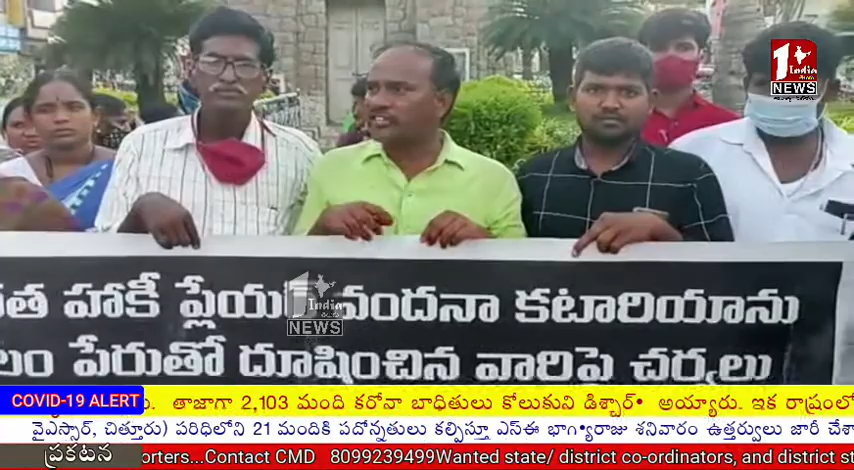 1 India
NEWS
హాకీ ప్లేయర్ వందనా కటారియాను
పేరుతో దూషించిన వారిపై చర్యలు
1 India
NEWS
COVID-19 ALERT
తాజాగా 2,103 మంది కరోనా బాధితులు కోలుకుని డిశ్చార్• అయ్యారు. ఇక రాష్ట్రంలో
వైఎస్సార్, చిత్తూరు) పరిధిలోని 21 మందికి పదోన్నతులు కల్పిస్తూ ఎస్ఈ భాగ•్యరాజు శనివారం ఉత్తర్వులు జారీ చేశా
ప్రకటన
orters...Contact CMD 8099239499Wanted state/ district co-ordinators, and district st